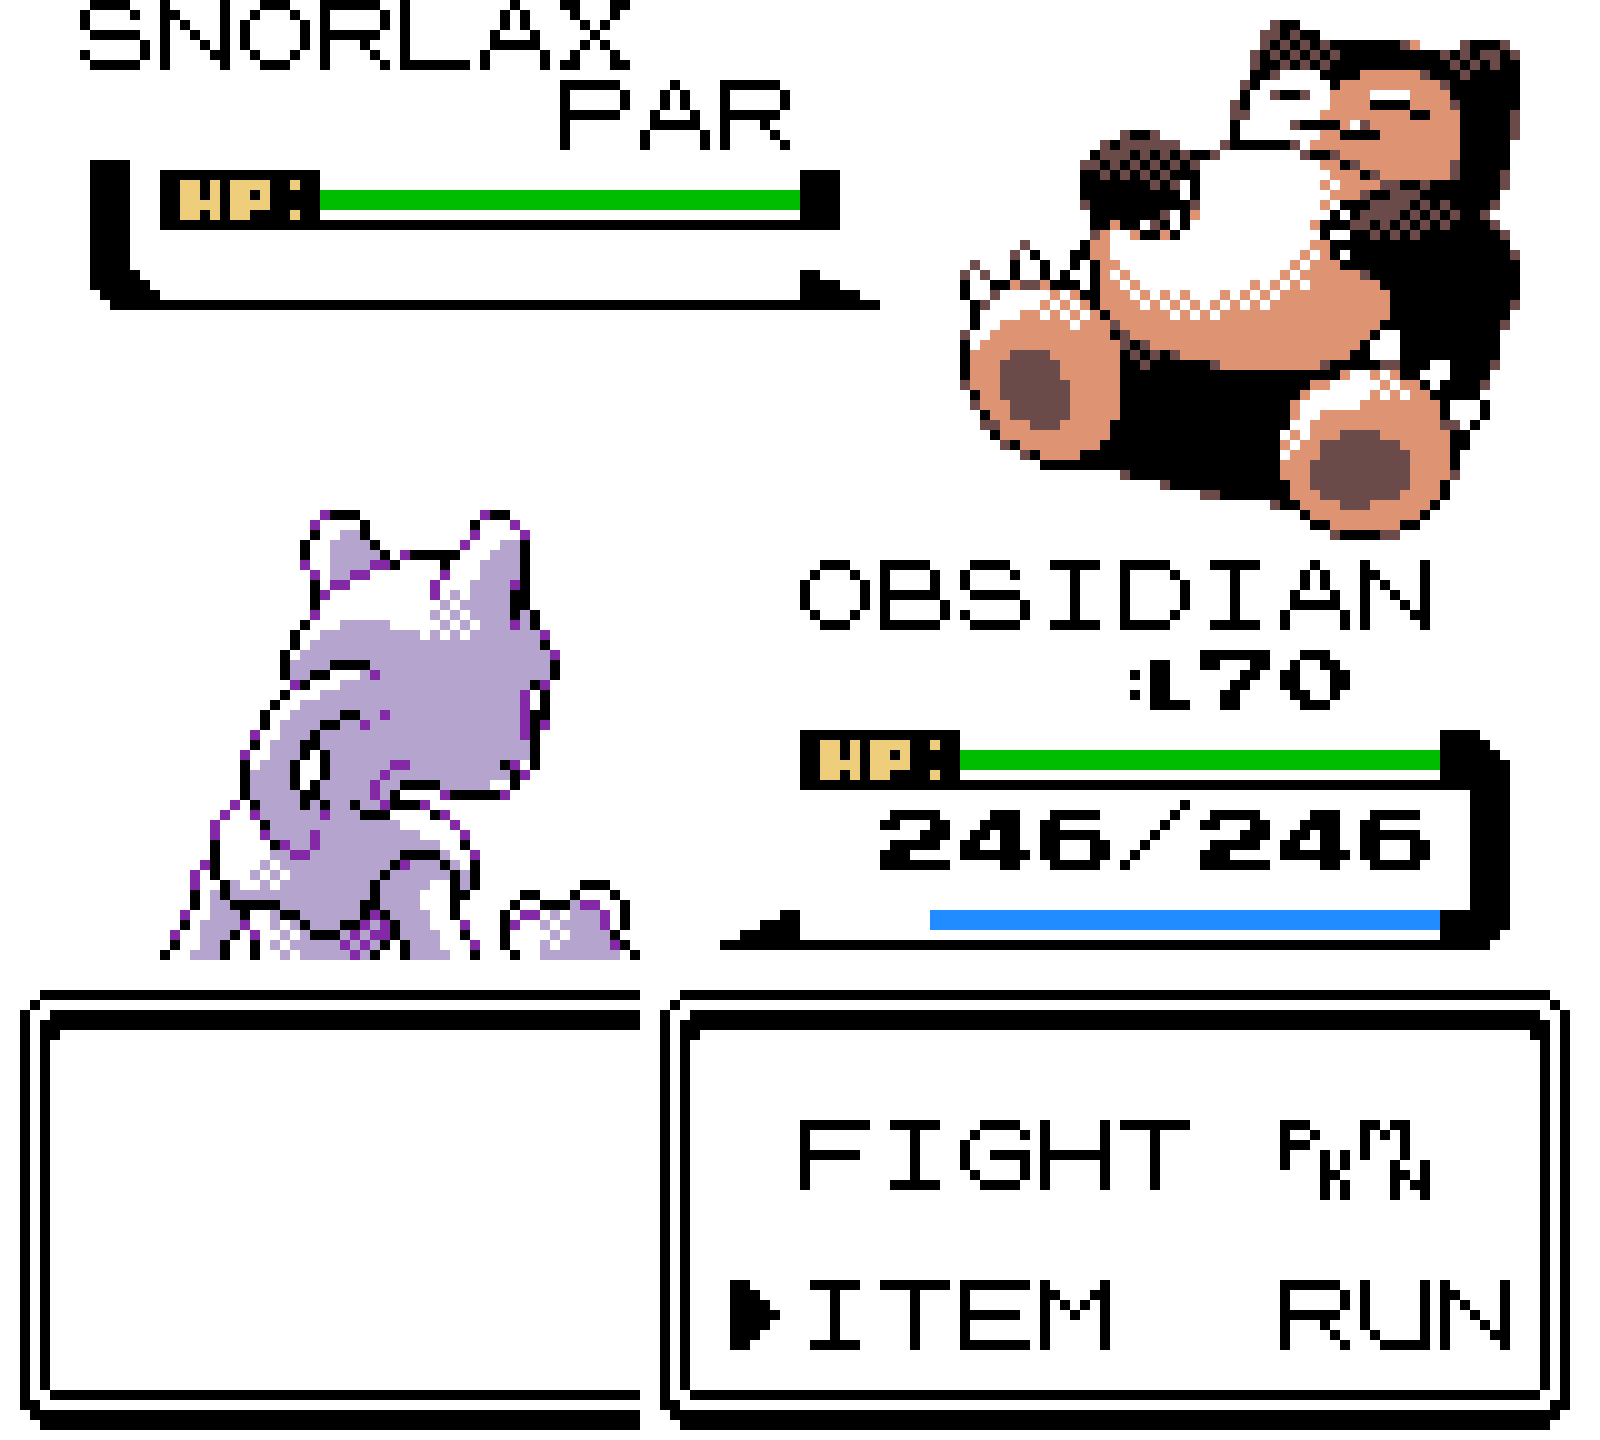 SNORLAX
PAR
HP:
OBSIDIAN
:L70
HP:
246/246
FIGHT PKMN
▶ITEM RUN